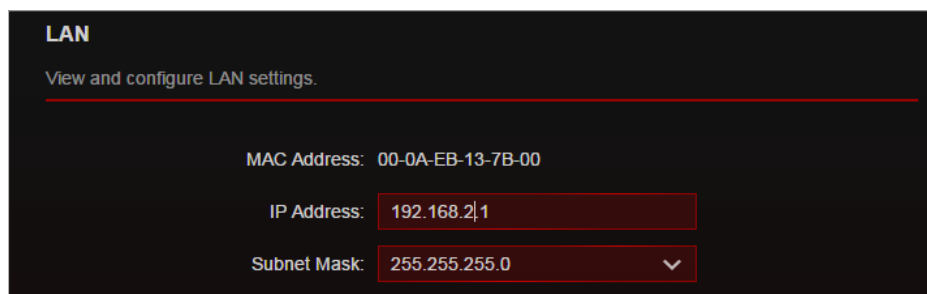 LAN
View and configure LAN settings.
MAC Address: 00-0A-EB-13-7B-00
IP Address: 192.168.2.1
Subnet Mask: 255.255.255.0